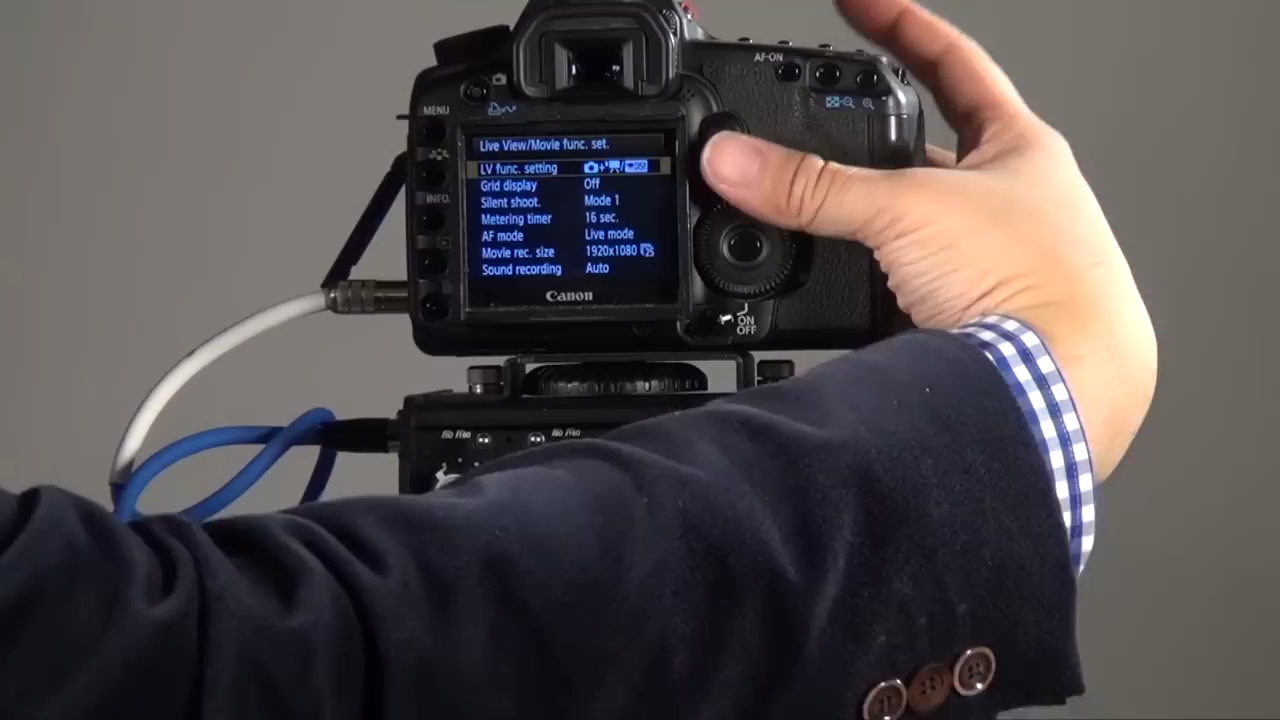 AF-ON
MENU
Live View/Movie func. set.
LV func. setting
Grid display Off
Silent shoot. Mode 1
INFO.
Metering timer 16 sec.
AF mode Live mode
Movie rec. size 1920x1080 25
Sound recording Auto
Canon
ON
OFF